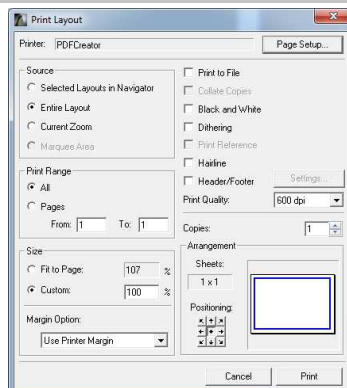 Print Layout
Printer: PDFCreator
Page Setup...
Source
Selected Layouts in Navigator
Entire Layout
Current Zoom
Marquee Area
Print Range
All
Pages
From: 1 To: 1
Size
Fit to Page: 107 %
Custom: 100 %
Margin Option:
Use Printer Margin
Print to File
Collate Copies
Black and White
Dithering
Print Reference
Hairline
Header/Footer Settings...
Print Quality: 600 dpi
Copies: 1
Arrangement
Sheets:
1 x 1
Positioning:
Cancel Print